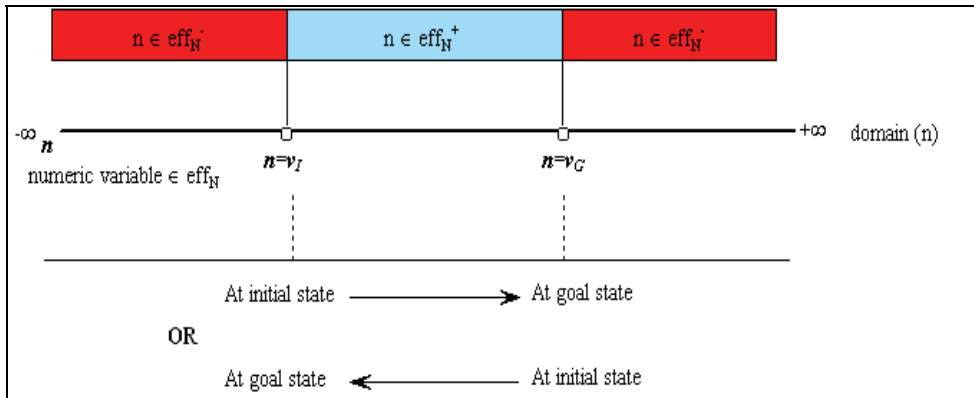 n ∈ eff_N^- n ∈ eff_N^+ n ∈ eff_N^-
-∞ +∞ domain (n)
n n=v_I n=v_G
numeric variable ∈ eff_N
At initial state At goal state
OR
At goal state At initial state